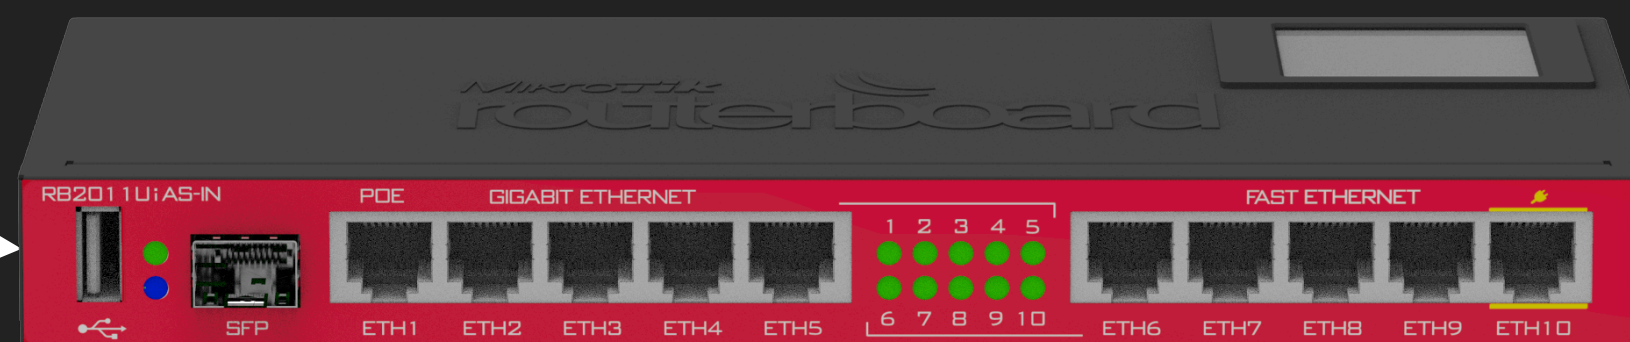 MikroTik
routerboard
RB2011UiAS-IN
POE
GIGABIT ETHERNET
FAST ETHERNET
1 2 3 4 5
6 7 8 9 10
SFP
ETH1 ETH2 ETH3 ETH4 ETH5
ETH6 ETH7 ETH8 ETH9 ETH10